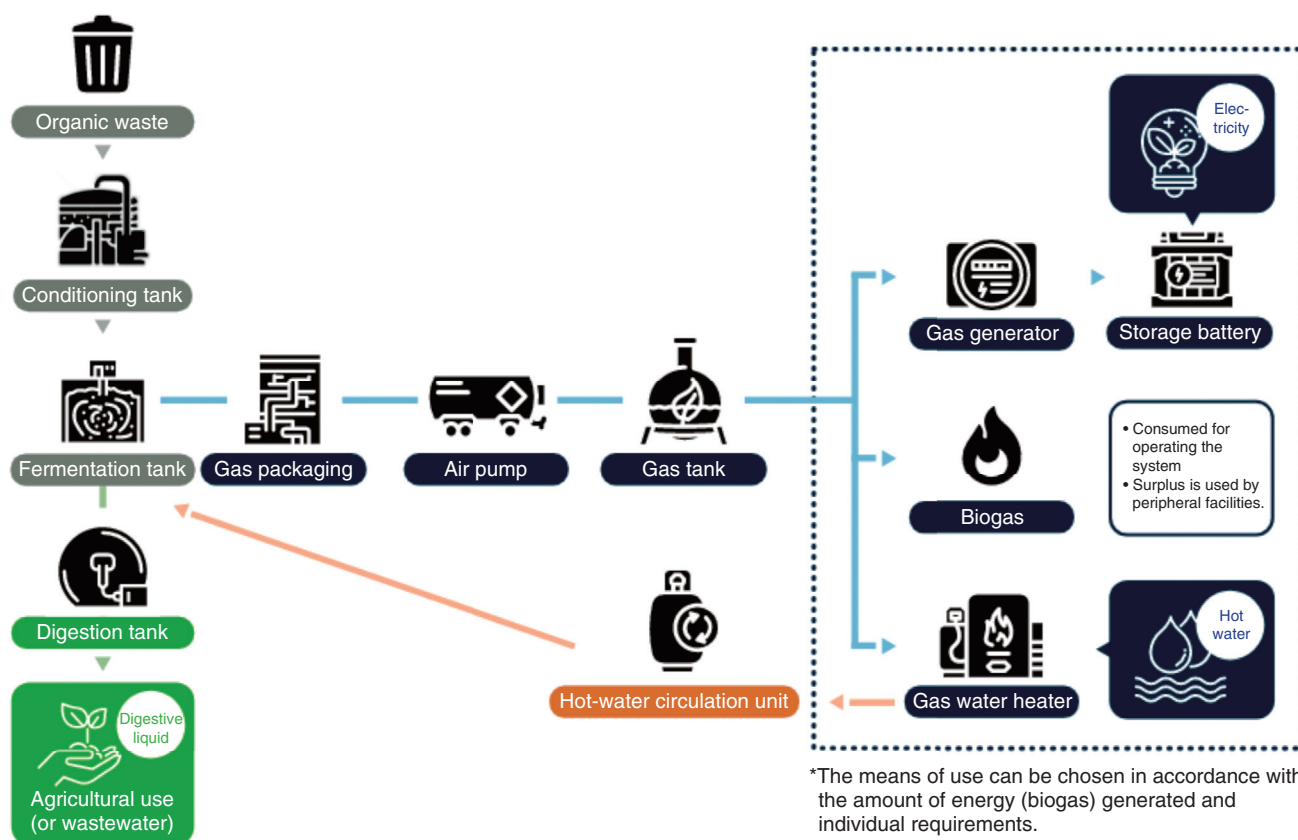 Organic waste
Conditioning tank
Fermentation tank
Gas packaging
Air pump
Gas tank
Digestion tank
Digestive
liquid
Agricultural use
(or wastewater)
Hot-water circulation unit
Elec-
tricity
Gas generator
Storage battery
Biogas
• Consumed for
operating the
system
• Surplus is used by
peripheral facilities.
Gas water heater
Hot
water
*The means of use can be chosen in accordance with
the amount of energy (biogas) generated and
individual requirements.